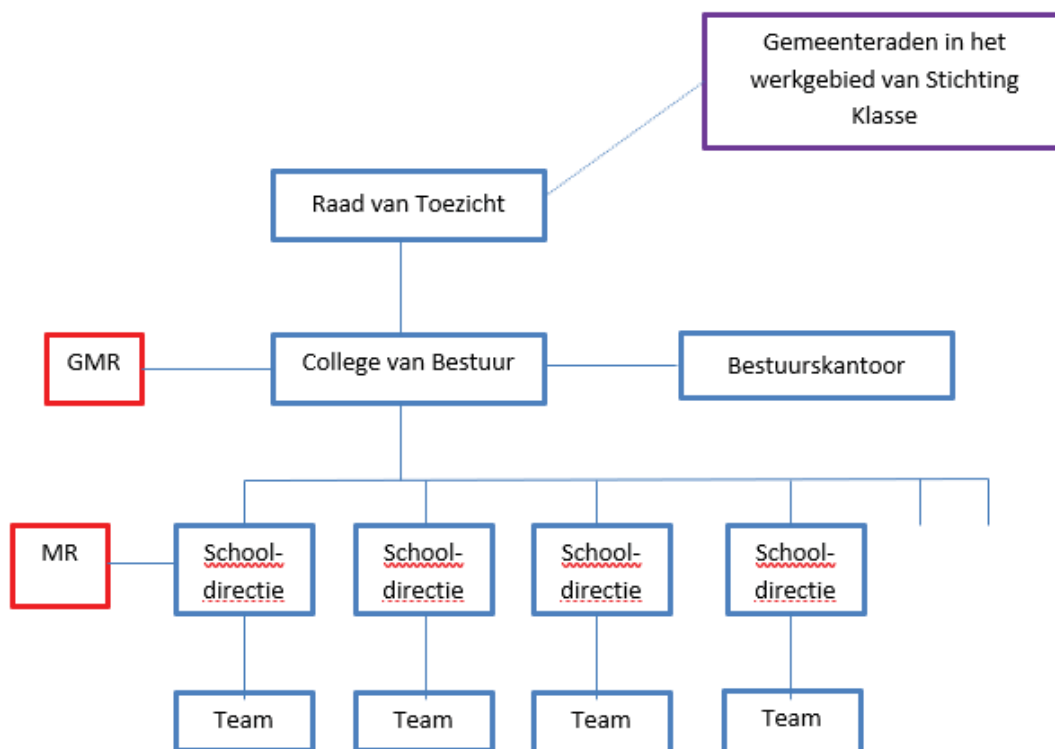 Gemeenteraden in het
werkgebied van Stichting
Klasse
Raad van Toezicht
GMR
College van Bestuur
Bestuurskantoor
MR
School-
directie
School-
directie
School-
directie
School-
directie
Team
Team
Team
Team